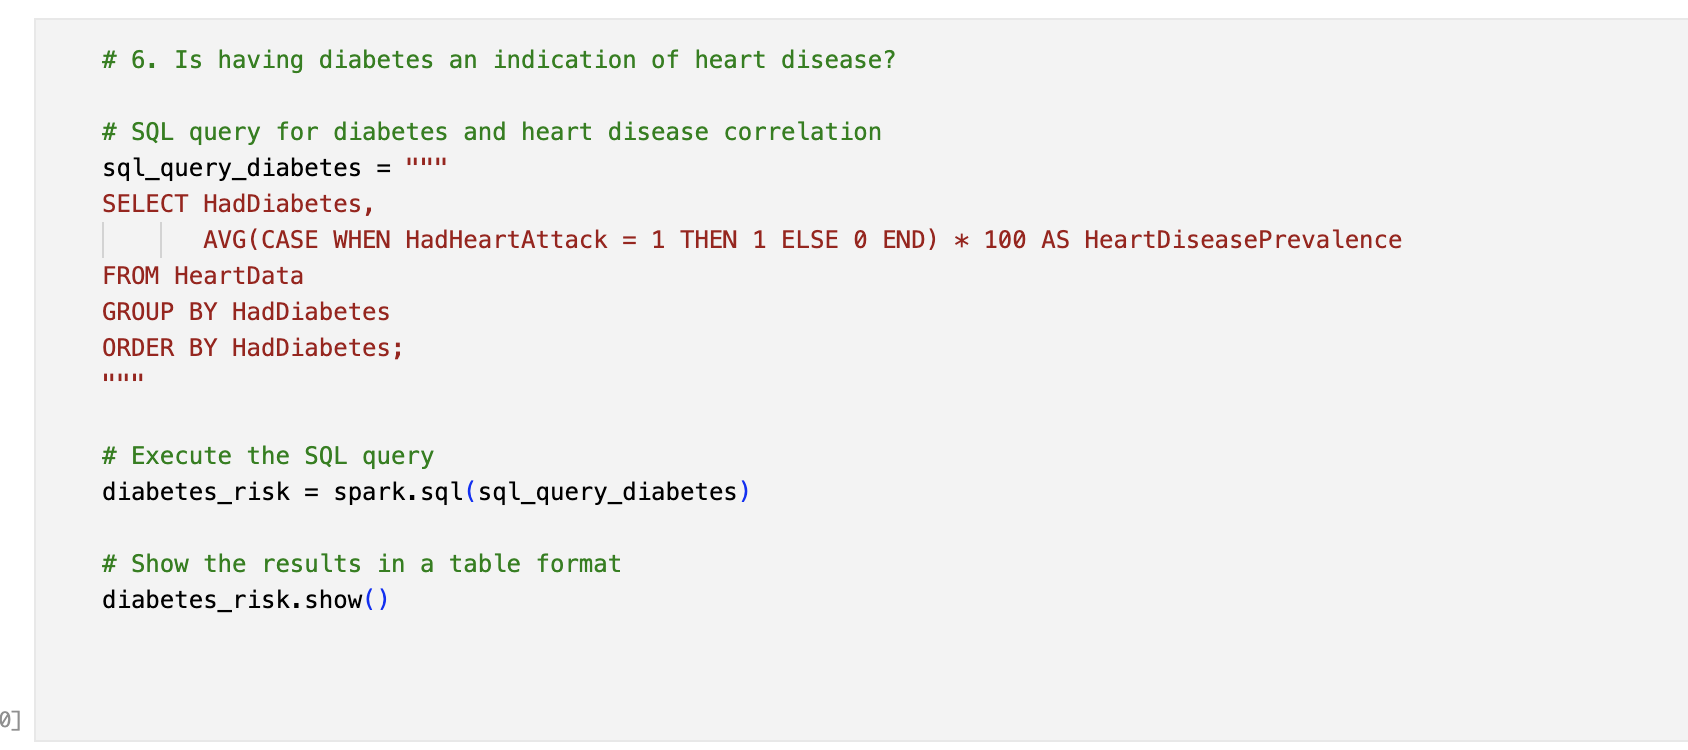 # 6. Is having diabetes an indication of heart disease?
# SQL query for diabetes and heart disease correlation
sql_query_diabetes = """
SELECT HadDiabetes,
AVG(CASE WHEN HadHeartAttack = 1 THEN 1 ELSE 0 END) * 100 AS HeartDiseasePrevalence
FROM HeartData
GROUP BY HadDiabetes
ORDER BY HadDiabetes;
"""
# Execute the SQL query
diabetes_risk = spark.sql(sql_query_diabetes)
# Show the results in a table format
diabetes_risk.show()
0]